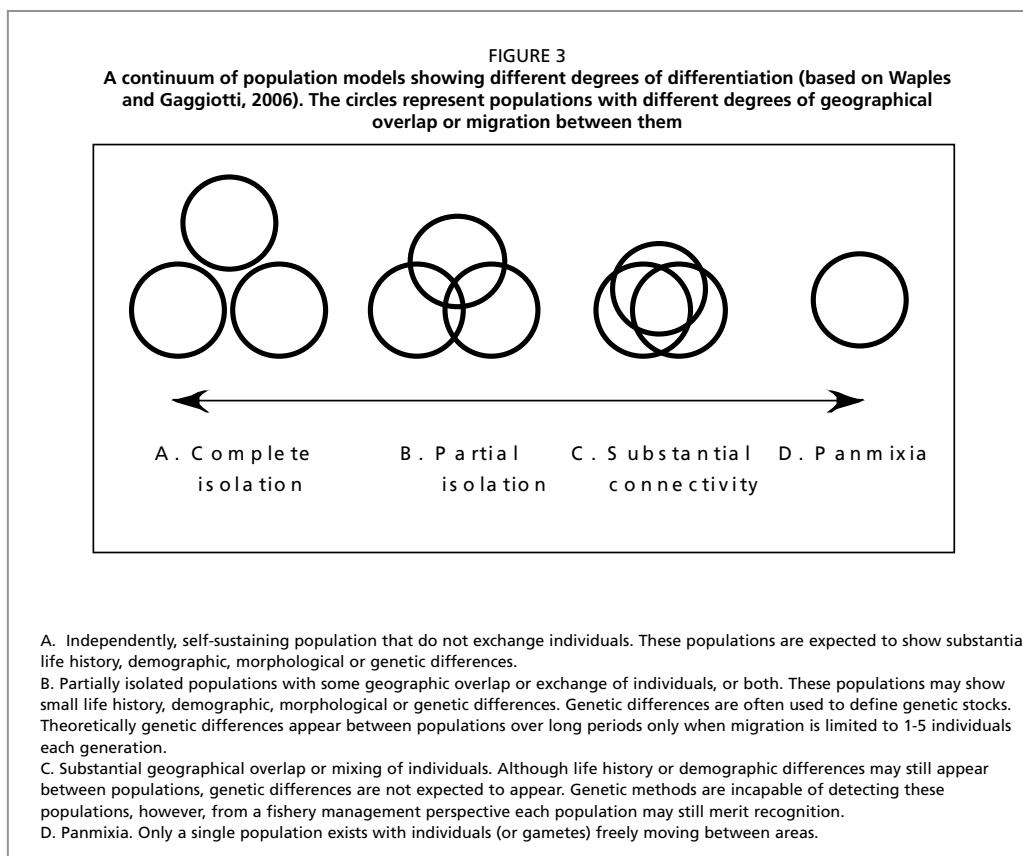 FIGURE 3
A continuum of population models showing different degrees of differentiation (based on Waples
and Gaggiotti, 2006). The circles represent populations with different degrees of geographical
overlap or migration between them
A. Complete isolation
B. Partial isolation
C. Substantial connectivity
D. Panmixia
A. Independently, self-sustaining population that do not exchange individuals. These populations are expected to show substantia
life history, demographic, morphological or genetic differences.
B. Partially isolated populations with some geographic overlap or exchange of individuals, or both. These populations may show
small life history, demographic, morphological or genetic differences. Genetic differences are often used to define genetic stocks.
Theoretically genetic differences appear between populations over long periods only when migration is limited to 1-5 individuals
each generation.
C. Substantial geographical overlap or mixing of individuals. Although life history or demographic differences may still appear
between populations, genetic differences are not expected to appear. Genetic methods are incapable of detecting these
populations, however, from a fishery management perspective each population may still merit recognition.
D. Panmixia. Only a single population exists with individuals (or gametes) freely moving between areas.